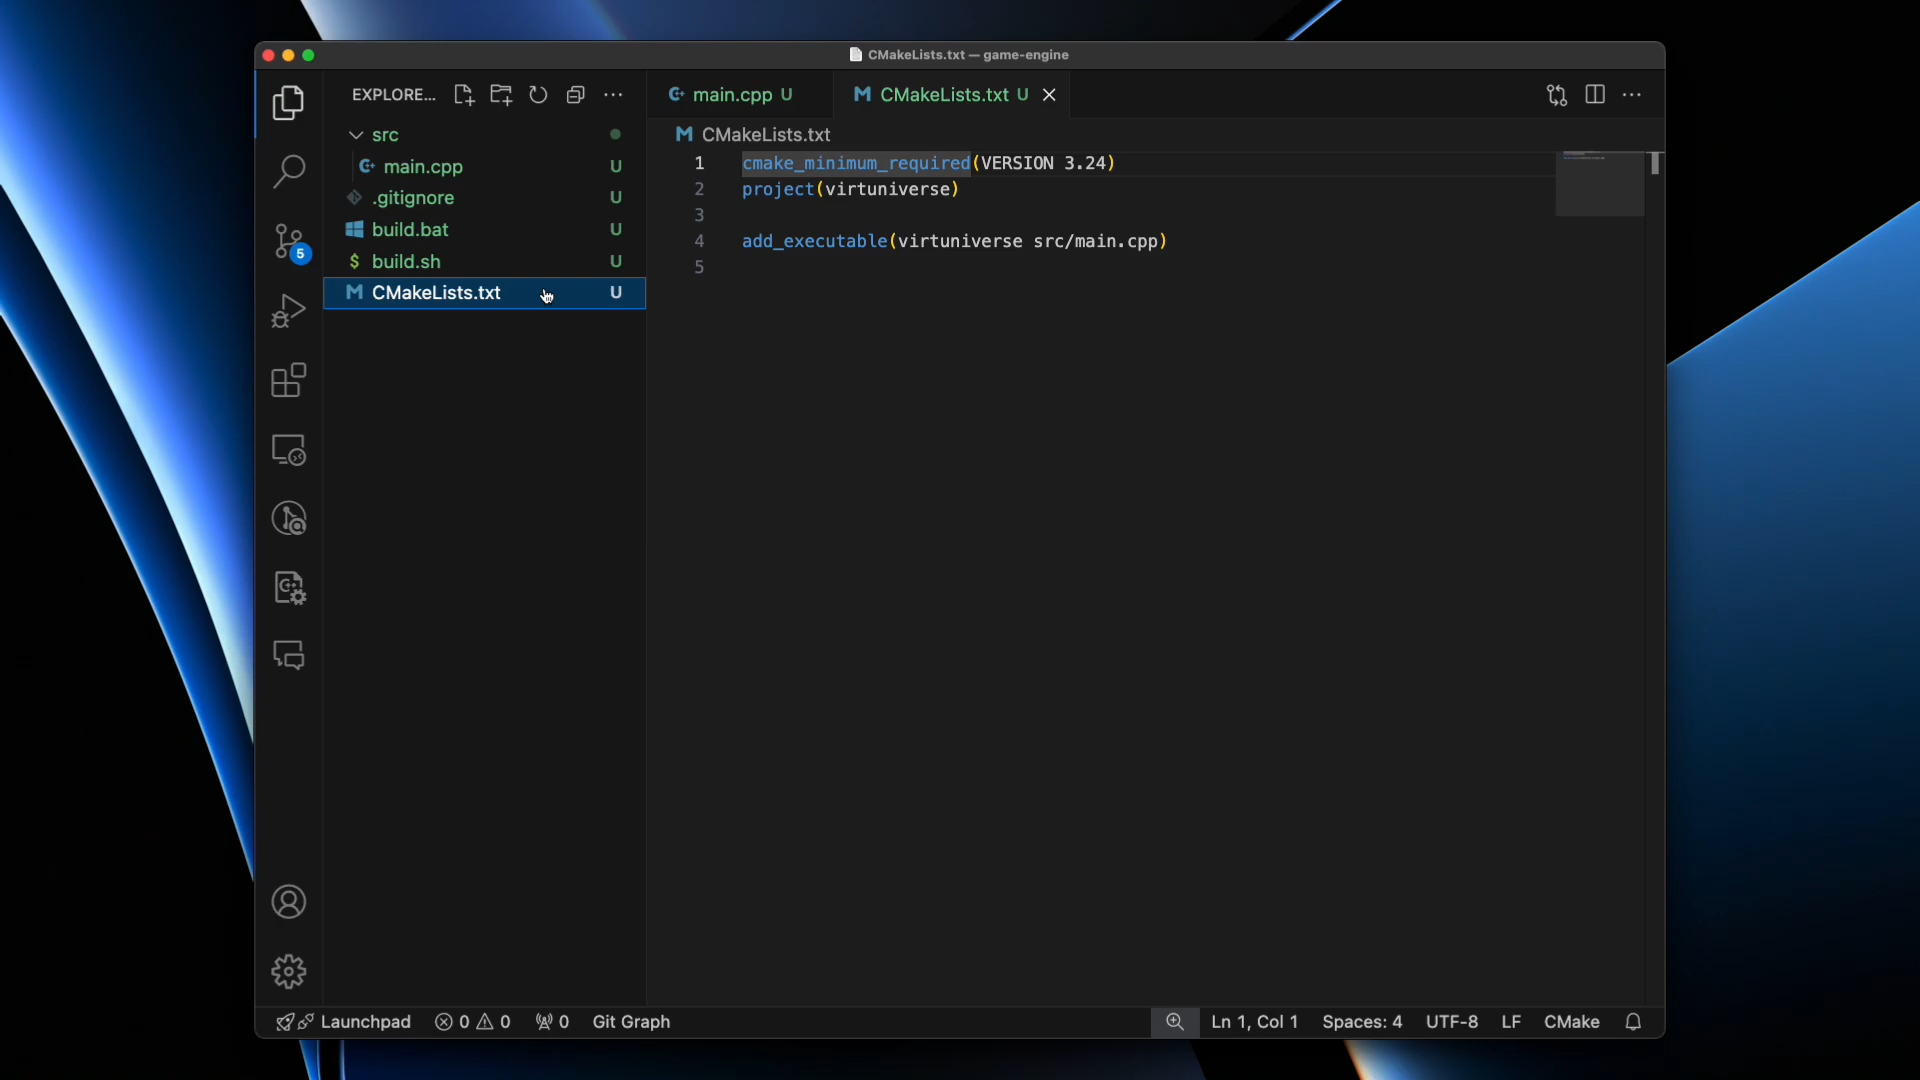 CMakeLists.txt — game-engine
EXPLORE...
src
main.cpp U
.gitignore U
build.bat U
$ build.sh U
M CMakeLists.txt U
5
main.cpp U
M CMakeLists.txt U
M CMakeLists.txt
1 cmake_minimum_required(VERSION 3.24)
2 project(virtuniverse)
3
4 add_executable(virtuniverse src/main.cpp)
5
Launchpad 0 0 0 Git Graph Ln 1, Col 1 Spaces: 4 UTF-8 LF CMake